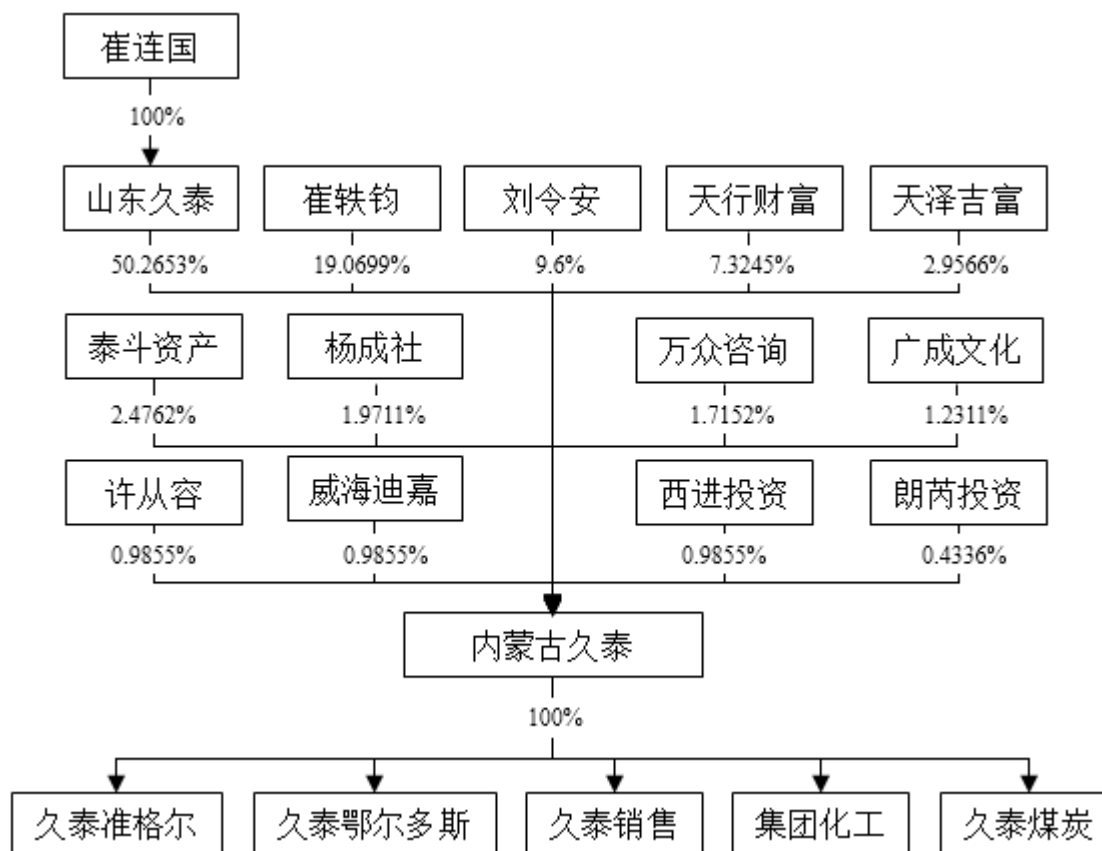 崔连国
100%
山东久泰 崔轶钧 刘令安 天行财富 天泽吉富
50.2653% 19.0699% 9.6% 7.3245% 2.9566%
泰斗资产 杨成社 万众咨询 广成文化
2.4762% 1.9711% 1.7152% 1.2311%
许从容 威海迪嘉 西进投资 朗芮投资
0.9855% 0.9855% 0.9855% 0.4336%
内蒙古久泰
100%
久泰准格尔 久泰鄂尔多斯 久泰销售 集团化工 久泰煤炭